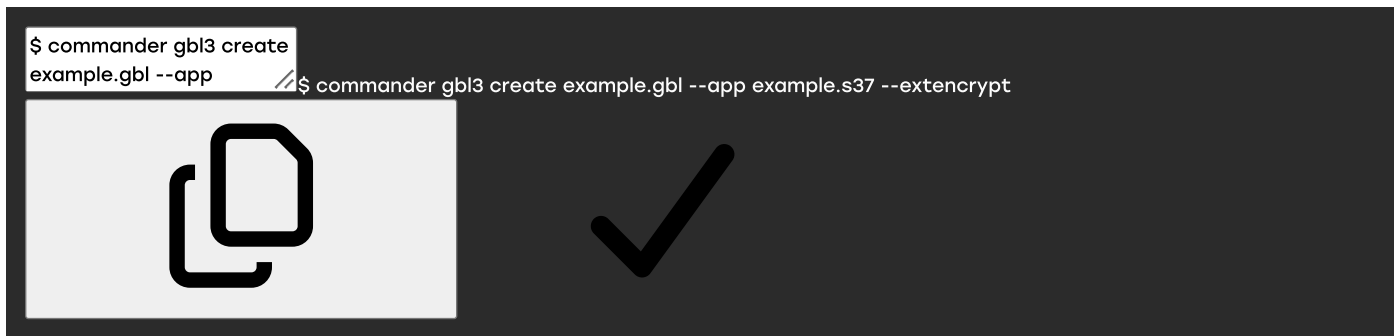 $ commander gbl3 create
example.gbl --app
$ commander gbl3 create example.gbl --app example.s37 --extencrypt